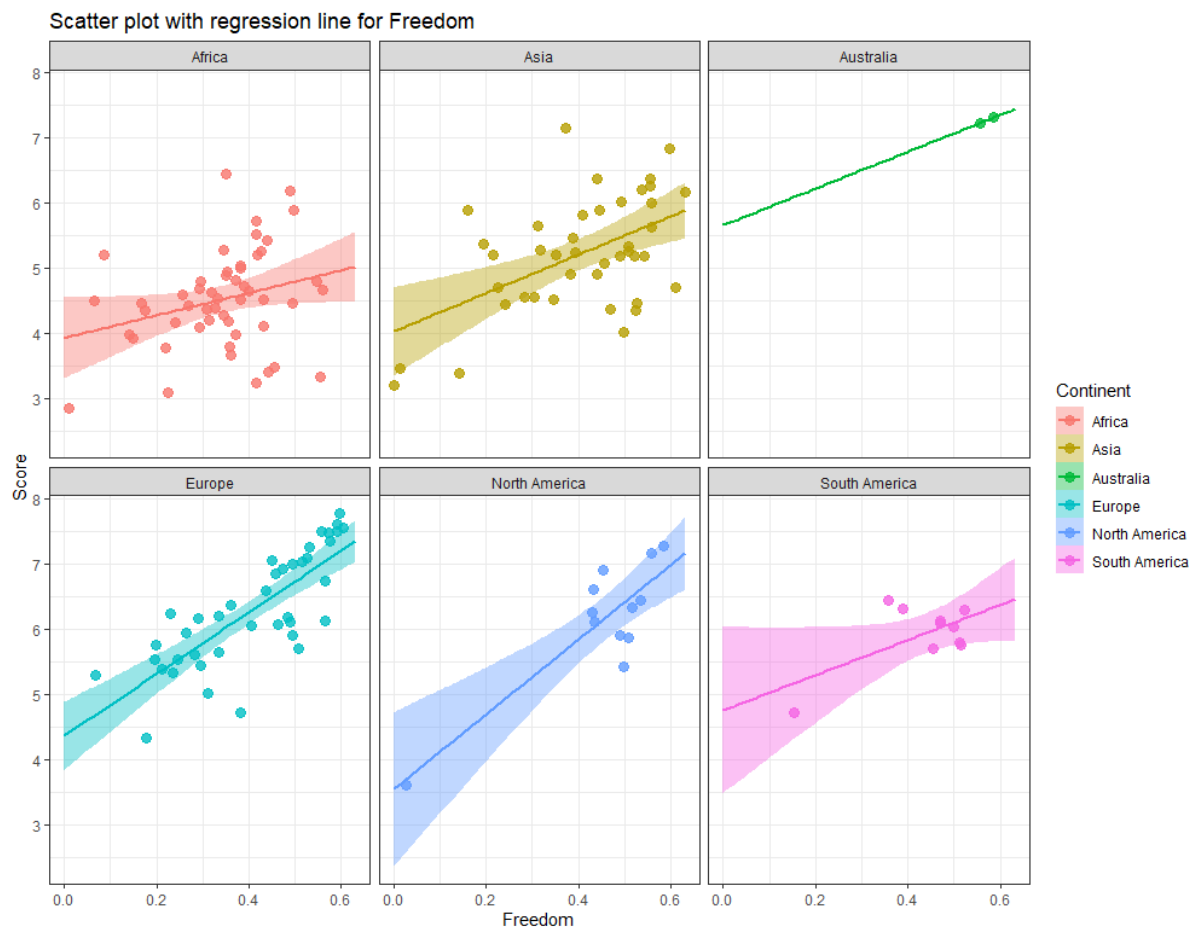 Scatter plot with regression line for Freedom
Africa
Asia
Australia
8
7
6
5
4
3
Score
Europe
North America
South America
8
7
6
5
4
3
0.0 0.2 0.4 0.6
0.0 0.2 0.4 0.6
0.0 0.2 0.4 0.6
Freedom
Continent
Africa
Asia
Australia
Europe
North America
South America